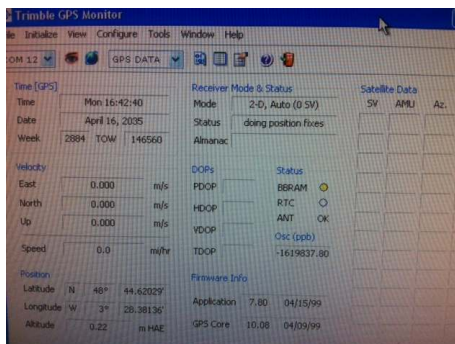 Trimble GPS Monitor
Initialize View Configure Tools Window Help
COM 12 GPS DATA
Time [GPS] Receiver Mode & Status Satellite Data
Time Mon 16:42:40 Mode 2-D, Auto (0 SV) SV AMU Az.
Date April 16, 2035 Status doing position fixes
Week 2884 TOW 146560 Almanac
Velocity DOPs Status
East 0.000 m/s PDOP BBRAM
North 0.000 m/s HDOP RTC
Up 0.000 m/s VDOP ANT OK
Osc (ppb)
Speed 0.0 mi/hr TDOP -1619837.80
Position Firmware Info
Latitude N 48° 44.62029'
Longitude W 3° 28.38136' Application 7.80 04/15/99
Altitude 0.22 m HAE GPS Core 10.08 04/09/99